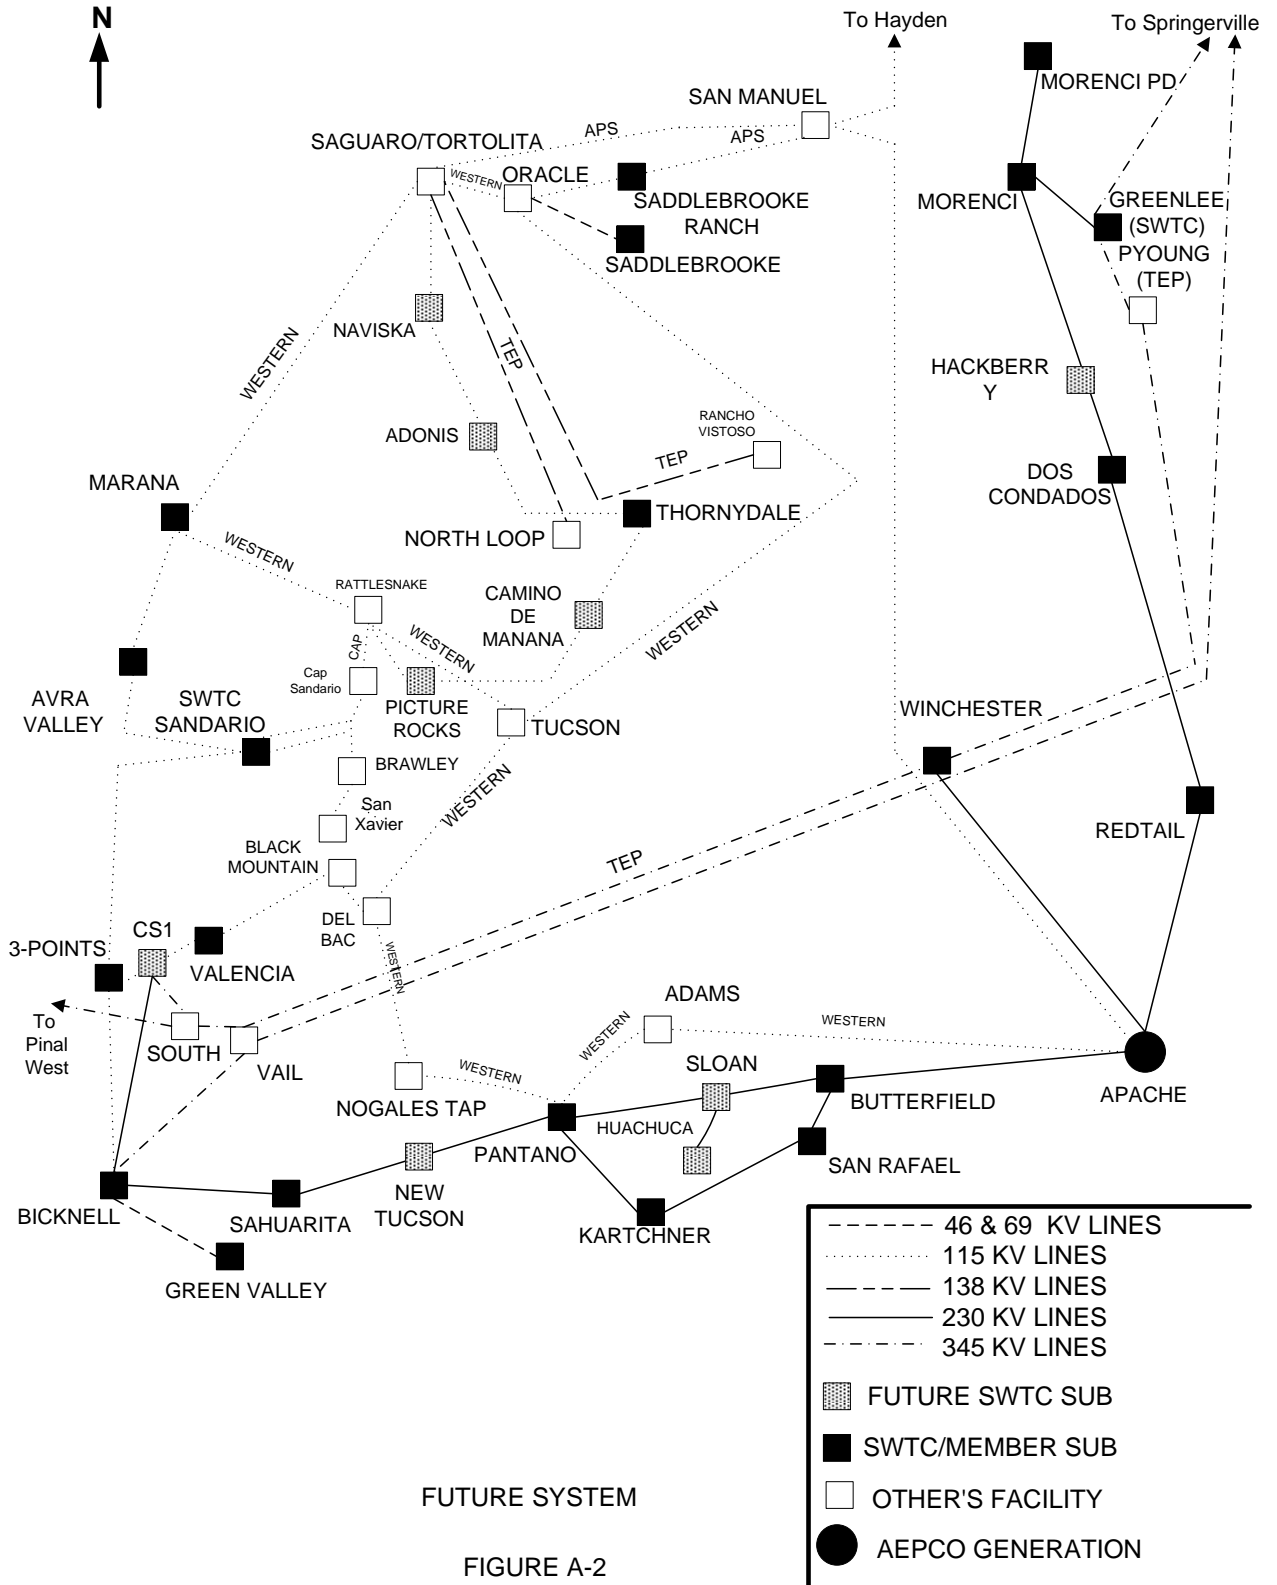 N
To Hayden
To Springerville
MORENCI PD
SAN MANUEL
APS
APS
SAGUARO/TORTOLITA
WESTERN
ORACLE
SADDLEBROOKE
RANCH
SADDLEBROOKE
MORENCI
GREENLEE
(SWTC)
PYOUNG
(TEP)
NAVISKA
WESTERN
TEP
HACKBERR
Y
ADONIS
RANCHO
VISTOSO
TEP
DOS
CONDADOS
MARANA
THORNYDALE
NORTH LOOP
WESTERN
RATTLESNAKE
CAMINO
DE
MANANA
WESTERN
CAP
WESTERN
Cap
Sandario
AVRA
VALLEY
SWTC
SANDARIO
PICTURE
ROCKS
TUCSON
WINCHESTER
BRAWLEY
WESTERN
San
Xavier
REDTAIL
BLACK
MOUNTAIN
TEP
DEL
BAC
CS1
3-POINTS
VALENCIA
WESTERN
To
Pinal
West
SOUTH
VAIL
ADAMS
WESTERN
WESTERN
NOGALES TAP
WESTERN
SLOAN
BUTTERFIELD
APACHE
HUACHUCA
PANTANO
SAN RAFAEL
NEW
TUCSON
BICKNELL
SAHUARITA
KARTCHNER
GREEN VALLEY
46 & 69 KV LINES
115 KV LINES
138 KV LINES
230 KV LINES
345 KV LINES
FUTURE SWTC SUB
SWTC/MEMBER SUB
OTHER'S FACILITY
AEPCO GENERATION
FUTURE SYSTEM
FIGURE A-2